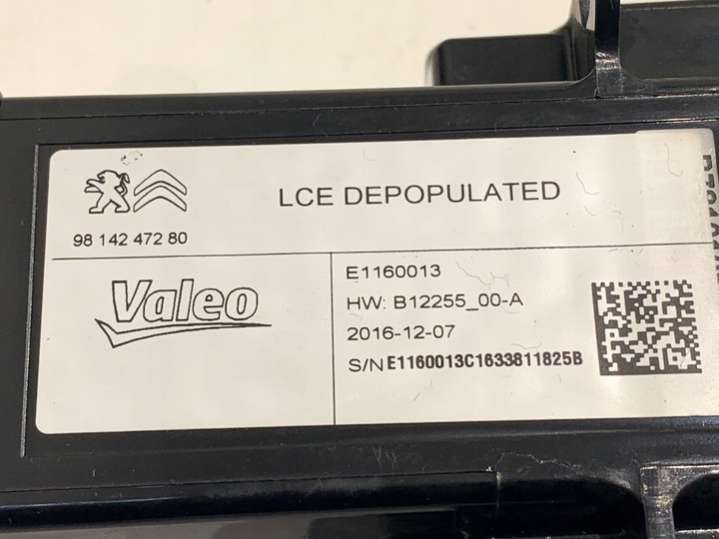 LCE DEPOPULATED
98 142 472 80
Valeo
E1160013
HW: B12255_00-A
2016-12-07
S/N E1160013C1633811825B